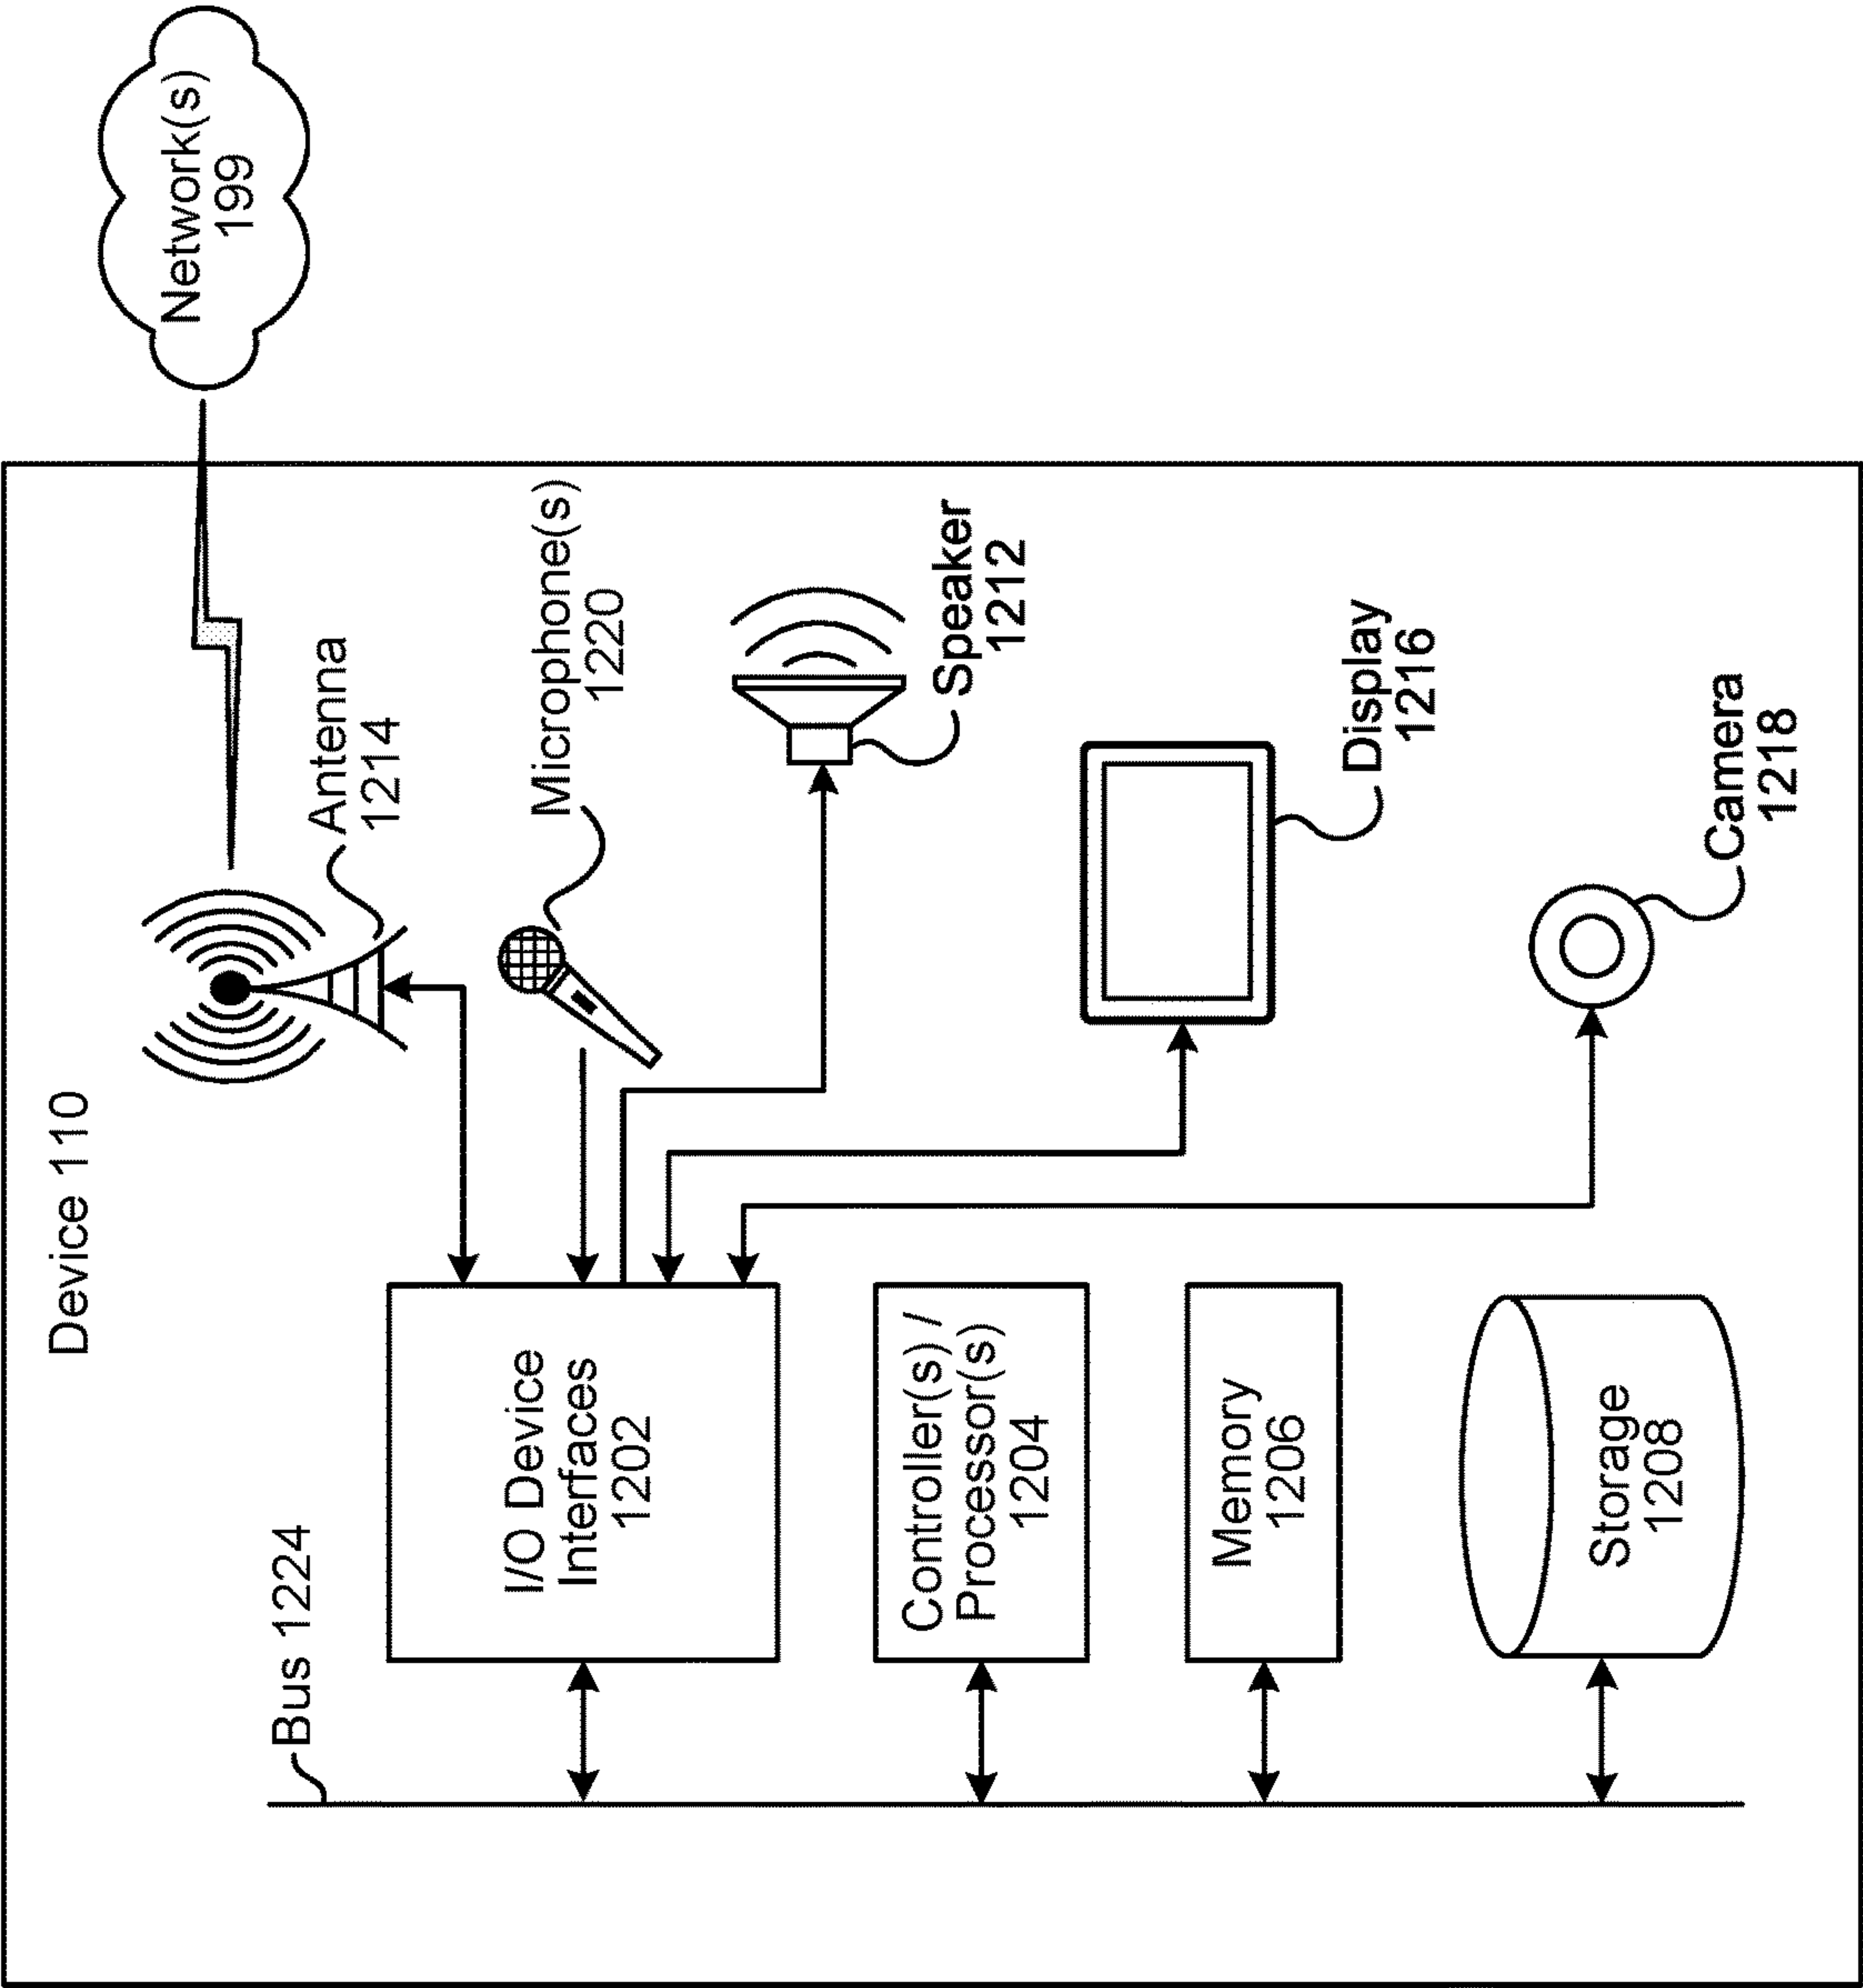 Device 110
Bus 1224
I/O Device
Interfaces
1202
Controller(s) /
Processor(s)
1204
Memory
1206
Storage
1208
Antenna
1214
Microphone(s)
1220
Speaker
1212
Display
1216
Camera
1218
Network(s)
199